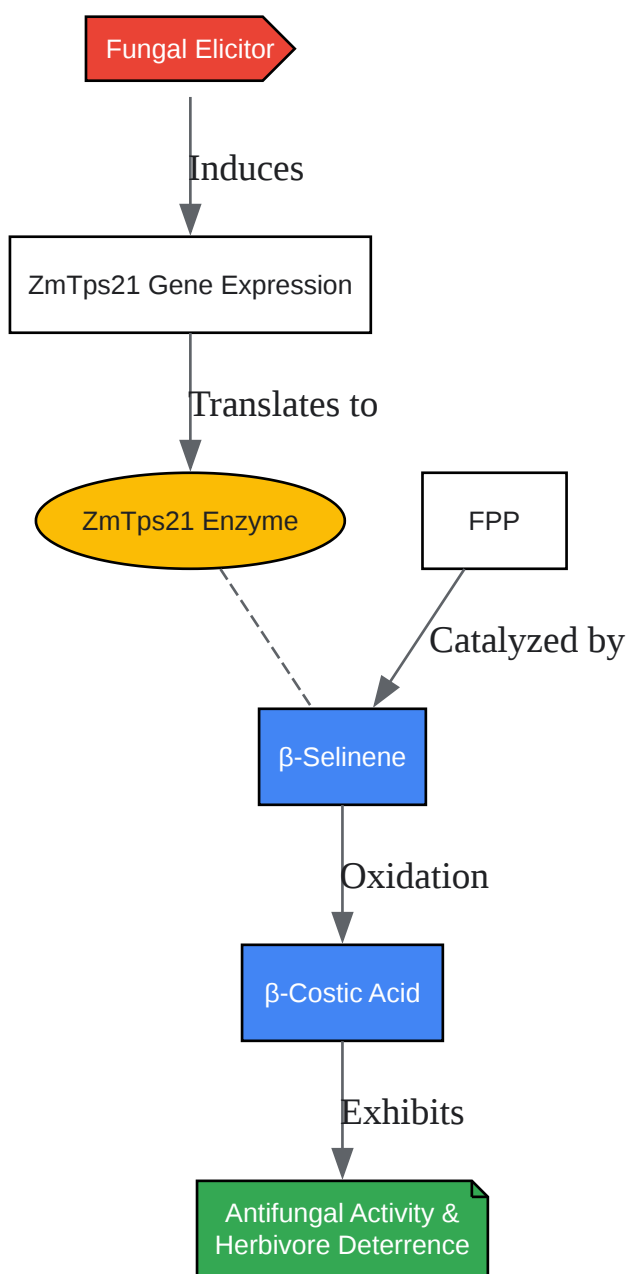 Fungal Elicitor
Induces
ZmTps21 Gene Expression
Translates to
ZmTps21 Enzyme
FPP
Catalyzed by
β-Selinene
Oxidation
β-Costic Acid
Exhibits
Antifungal Activity &
Herbivore Deterrence